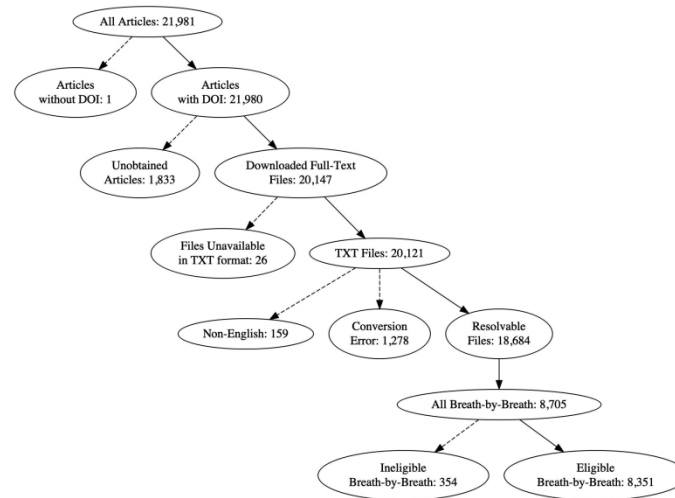 All Articles: 21,981
Articles
without DOI: 1
Articles
with DOI: 21,980
Unobtained
Articles: 1,833
Downloaded Full-Text
Files: 20,147
Files Unavailable
in TXT format: 26
TXT Files: 20,121
Non-English: 159
Conversion
Error: 1,278
Resolvable
Files: 18,684
All Breath-by-Breath: 8,705
Ineligible
Breath-by-Breath: 354
Eligible
Breath-by-Breath: 8,351